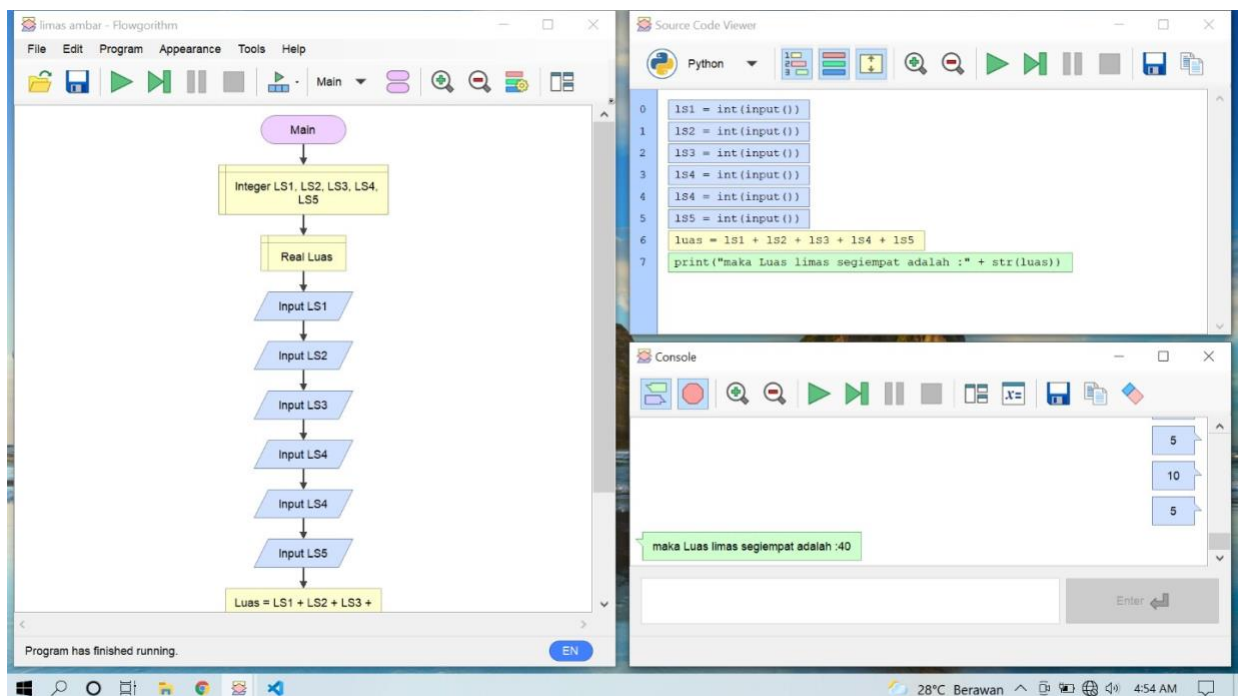 limas ambar - Flowgorithm
File Edit Program Appearance Tools Help
Main
Main
Integer LS1, LS2, LS3, LS4,
LS5
Real Luas
Input LS1
Input LS2
Input LS3
Input LS4
Input LS4
Input LS5
Luas = LS1 + LS2 + LS3 +
Program has finished running.
EN
Source Code Viewer
Python
0 lS1 = int(input())
1 lS2 = int(input())
2 lS3 = int(input())
3 lS4 = int(input())
4 lS4 = int(input())
5 lS5 = int(input())
6 luas = lS1 + lS2 + lS3 + lS4 + lS5
7 print("maka Luas limas segiempat adalah :" + str(luas))
Console
5
10
5
maka Luas limas segiempat adalah :40
Enter
28°C Berawan 4:54 AM